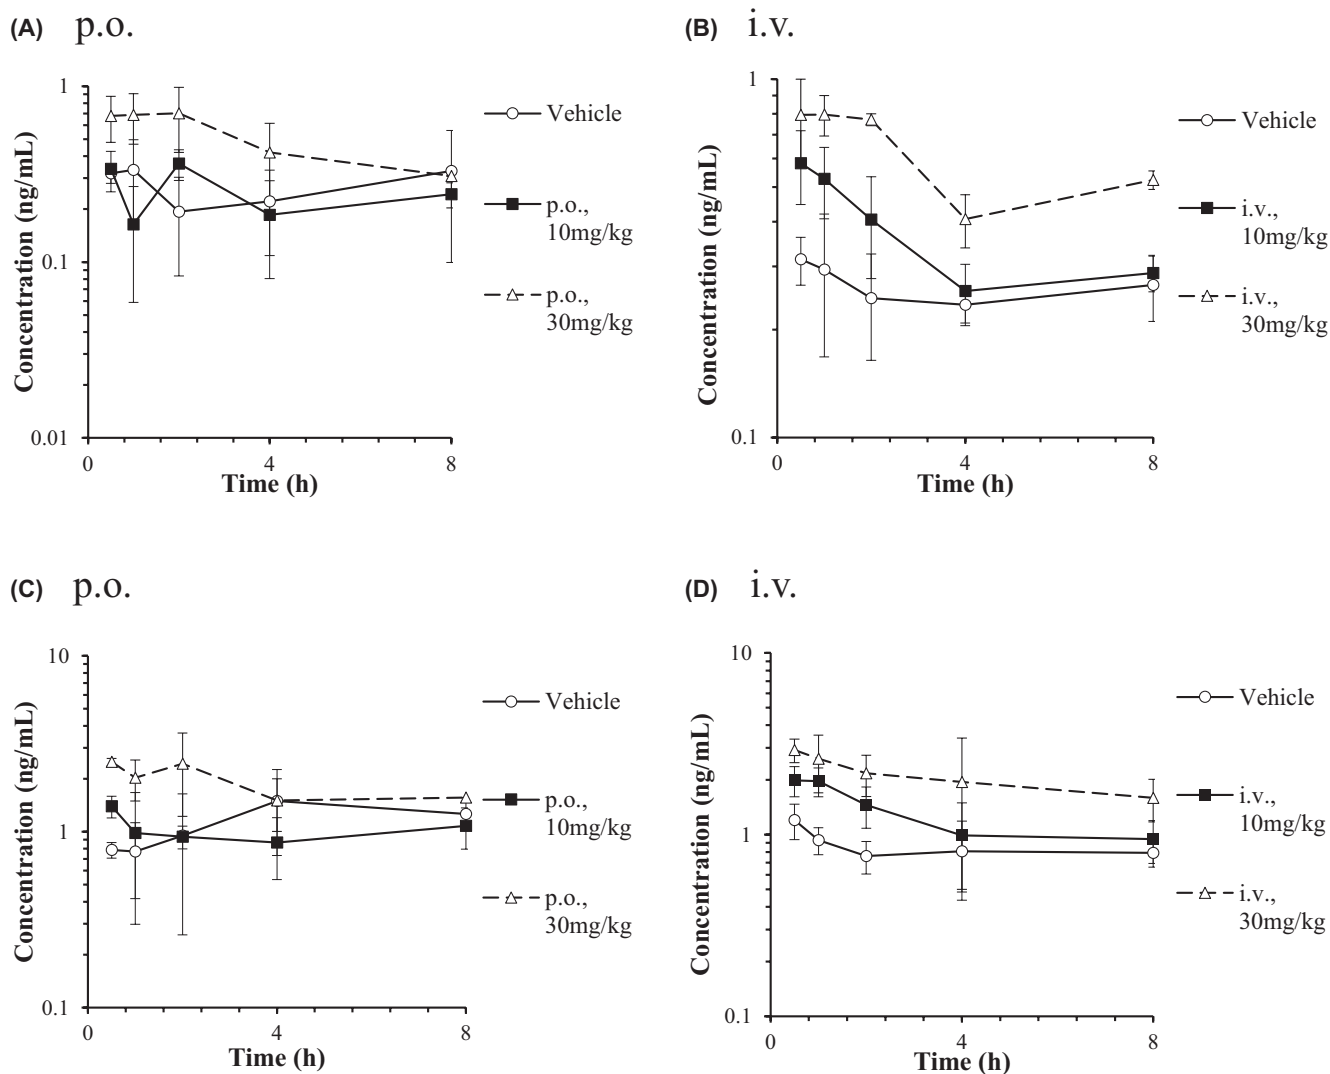 (A) p.o.
1
0.1
0.01
0
4
8
Concentration (ng/mL)
Time (h)
Vehicle
p.o.,
10mg/kg
p.o.,
30mg/kg
(B) i.v.
1
0.1
0
4
8
Concentration (ng/mL)
Time (h)
Vehicle
i.v.,
10mg/kg
i.v.,
30mg/kg
(C) p.o.
10
1
0.1
0
4
8
Concentration (ng/mL)
Time (h)
Vehicle
p.o.,
10mg/kg
p.o.,
30mg/kg
(D) i.v.
10
1
0.1
0
4
8
Concentration (ng/mL)
Time (h)
Vehicle
i.v.,
10mg/kg
i.v.,
30mg/kg